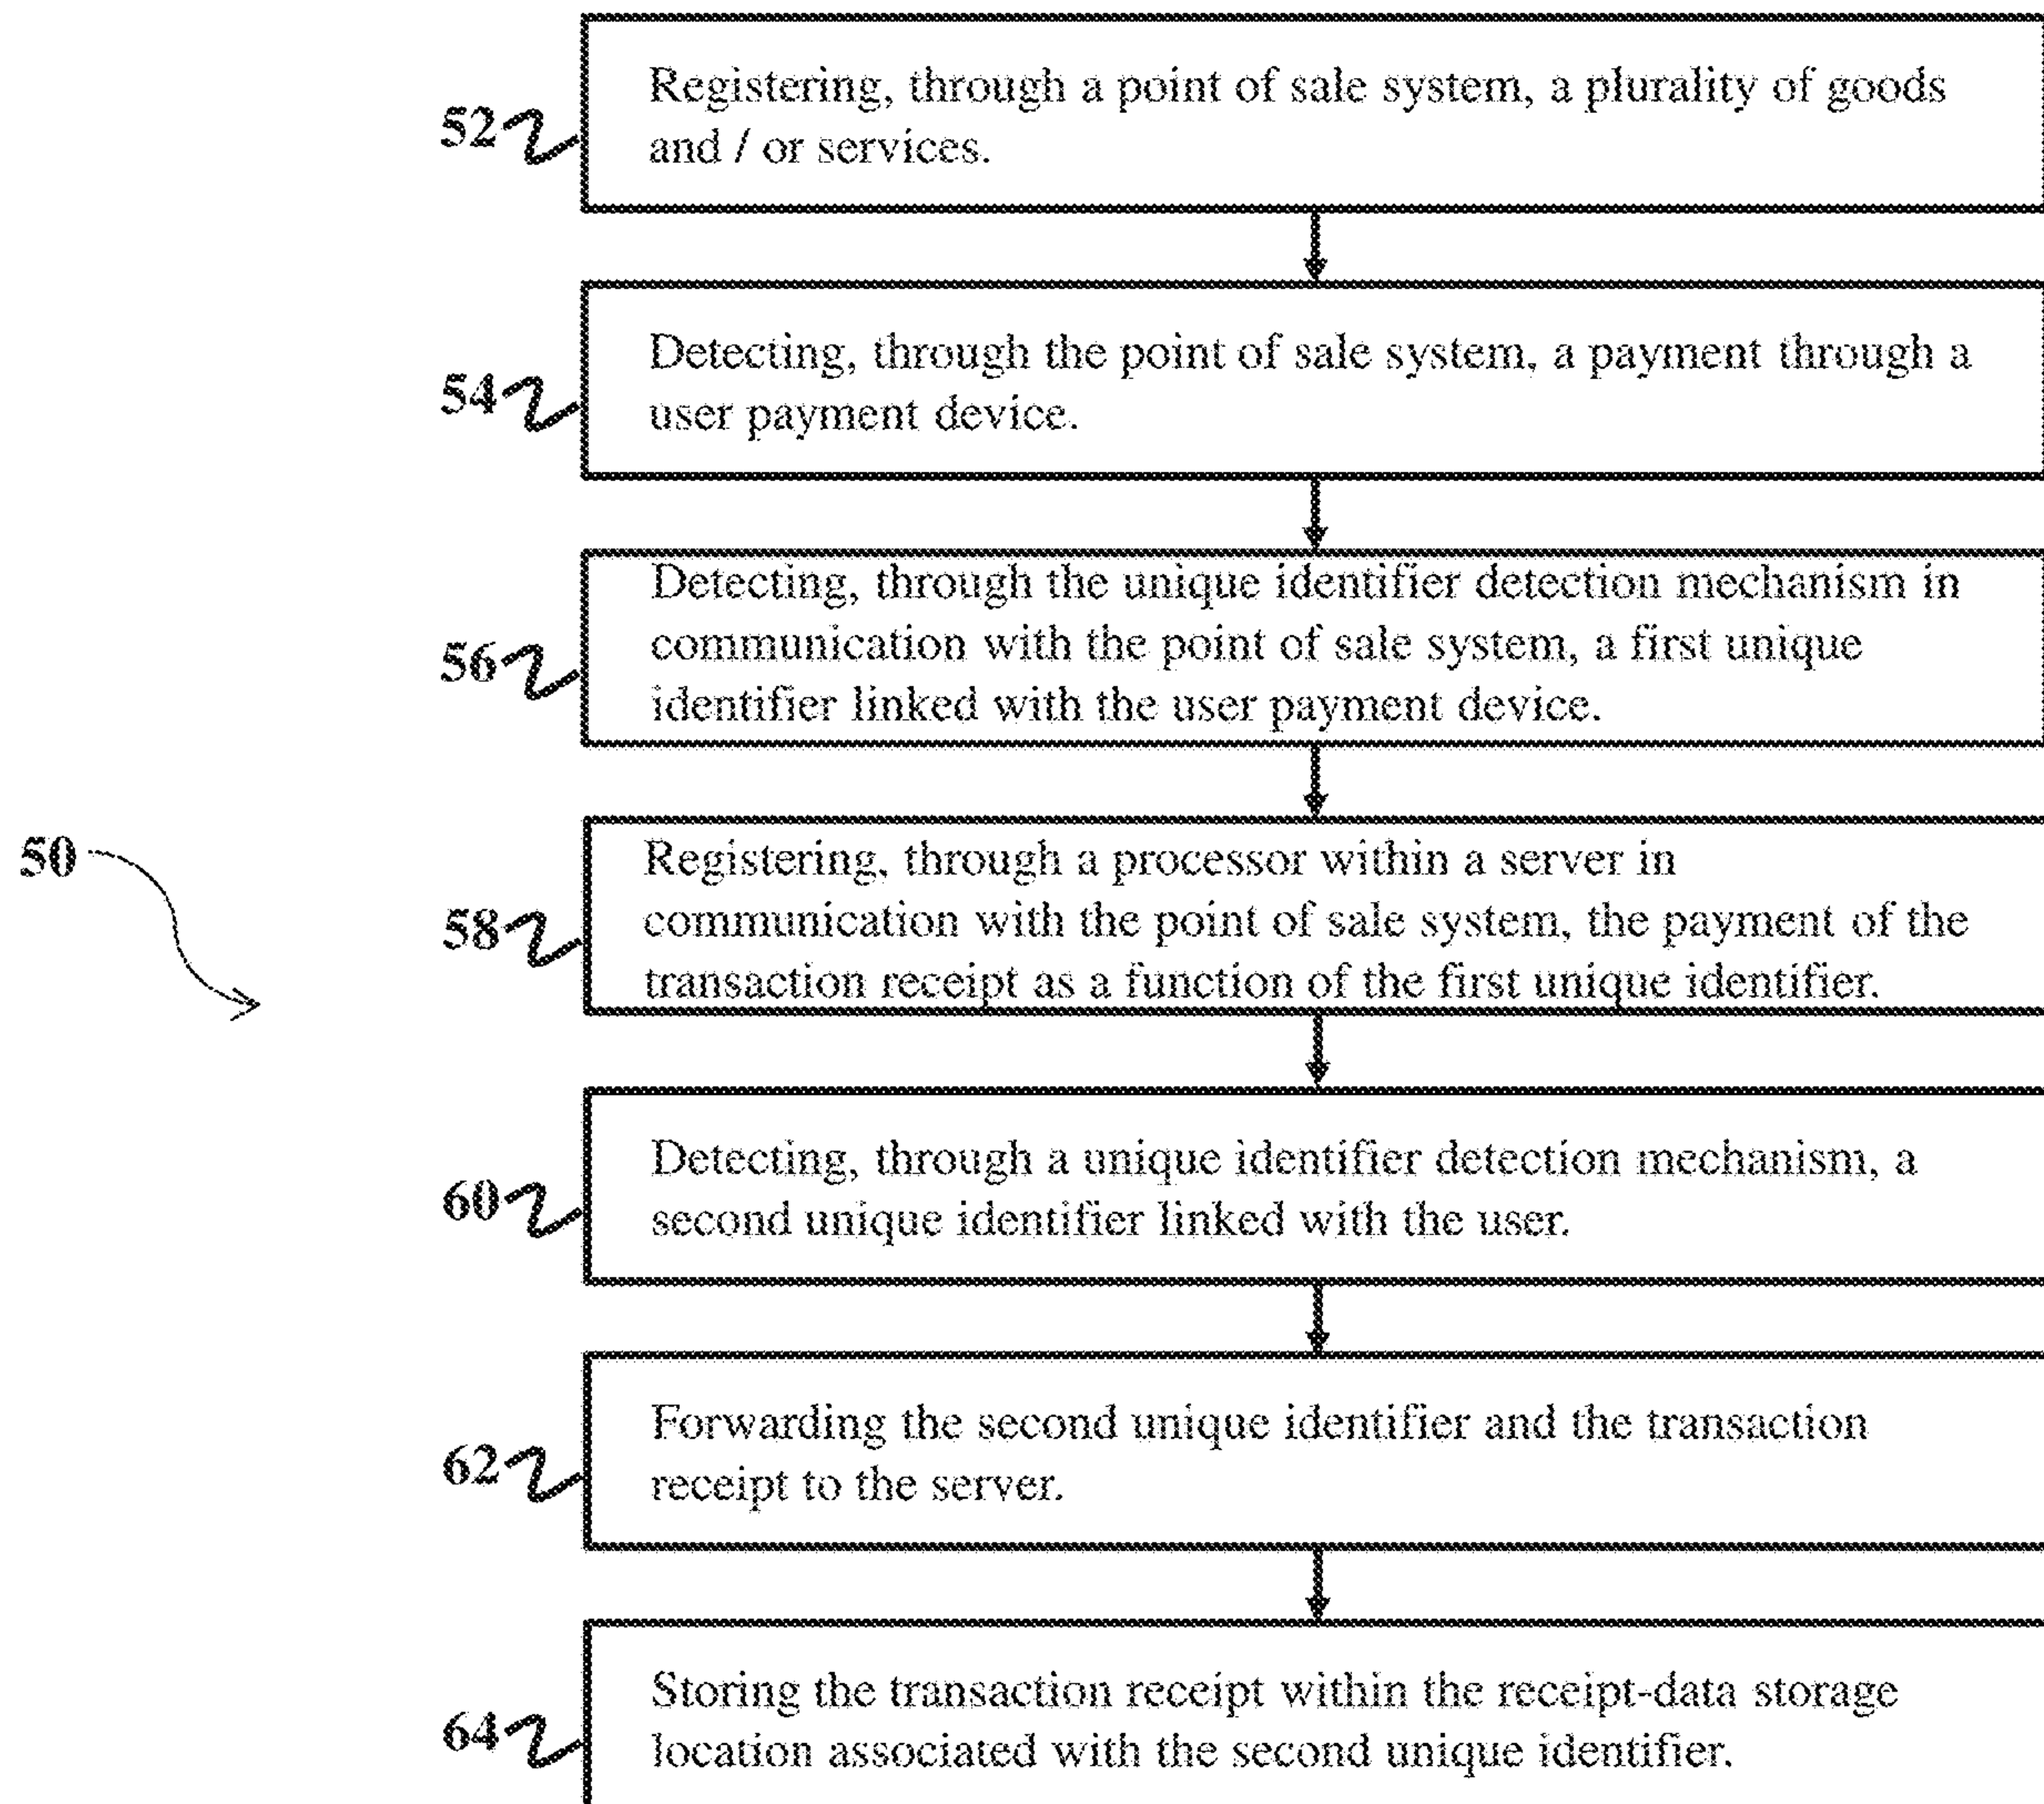 52
Registering, through a point of sale system, a plurality of goods
and / or services.
54
Detecting, through the point of sale system, a payment through a
user payment device.
56
Detecting, through the unique identifier detection mechanism in
communication with the point of sale system, a first unique
identifier linked with the user payment device.
50
58
Registering, through a processor within a server in
communication with the point of sale system, the payment of the
transaction receipt as a function of the first unique identifier.
60
Detecting, through a unique identifier detection mechanism, a
second unique identifier linked with the user.
62
Forwarding the second unique identifier and the transaction
receipt to the server.
64
Storing the transaction receipt within the receipt-data storage
location associated with the second unique identifier.